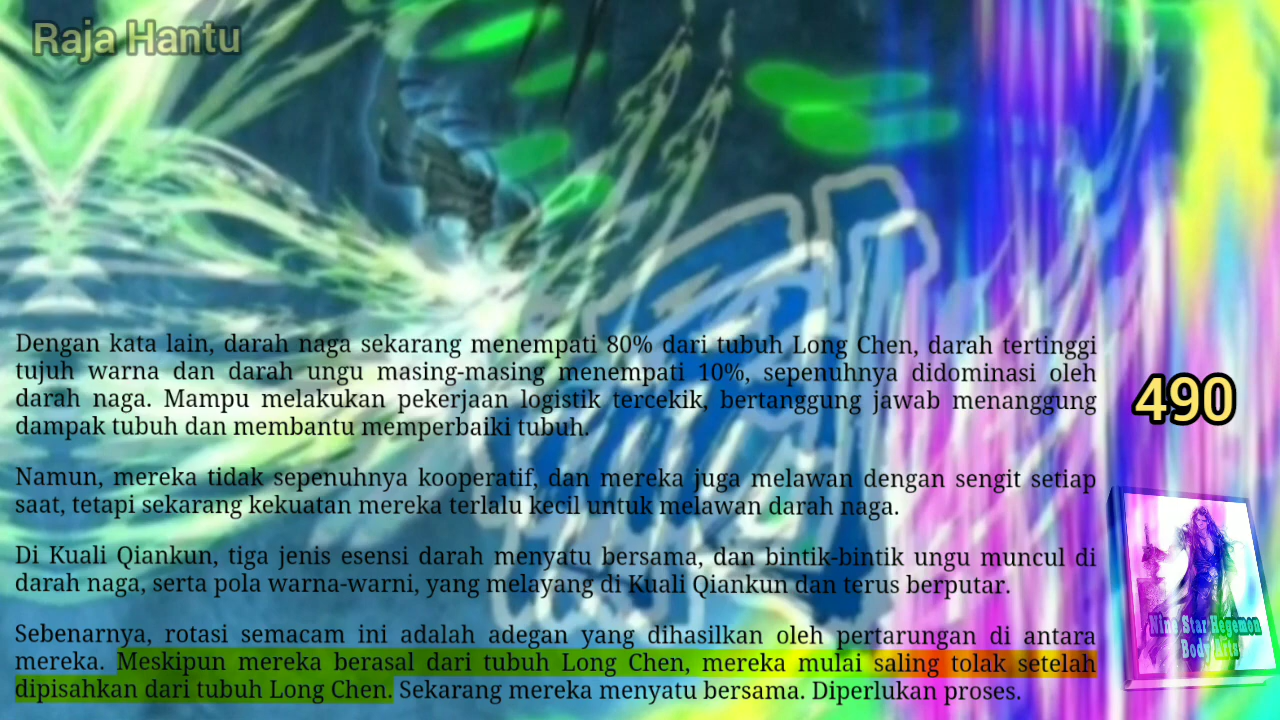 Raja Hantu
Dengan kata lain, darah naga sekarang menempati 80% dari tubuh Long Chen, darah tertinggi
tujuh warna dan darah ungu masing-masing menempati 10%, sepenuhnya didominasi oleh
darah naga. Mampu melakukan pekerjaan logistik tercekik, bertanggung jawab menanggung
dampak tubuh dan membantu memperbaiki tubuh.
Namun, mereka tidak sepenuhnya kooperatif, dan mereka juga melawan dengan sengit setiap
saat, tetapi sekarang kekuatan mereka terlalu kecil untuk melawan darah naga.
Di Kuali Qiankun, tiga jenis esensi darah menyatu bersama, dan bintik-bintik ungu muncul di
darah naga, serta pola warna-warni, yang melayang di Kuali Qiankun dan terus berputar.
Sebenarnya, rotasi semacam ini adalah adegan yang dihasilkan oleh pertarungan di antara
mereka. Meskipun mereka berasal dari tubuh Long Chen, mereka mulai saling tolak setelah
dipisahkan dari tubuh Long Chen. Sekarang mereka menyatu bersama. Diperlukan proses.
490
Nine Star Hegemon
Body Arts